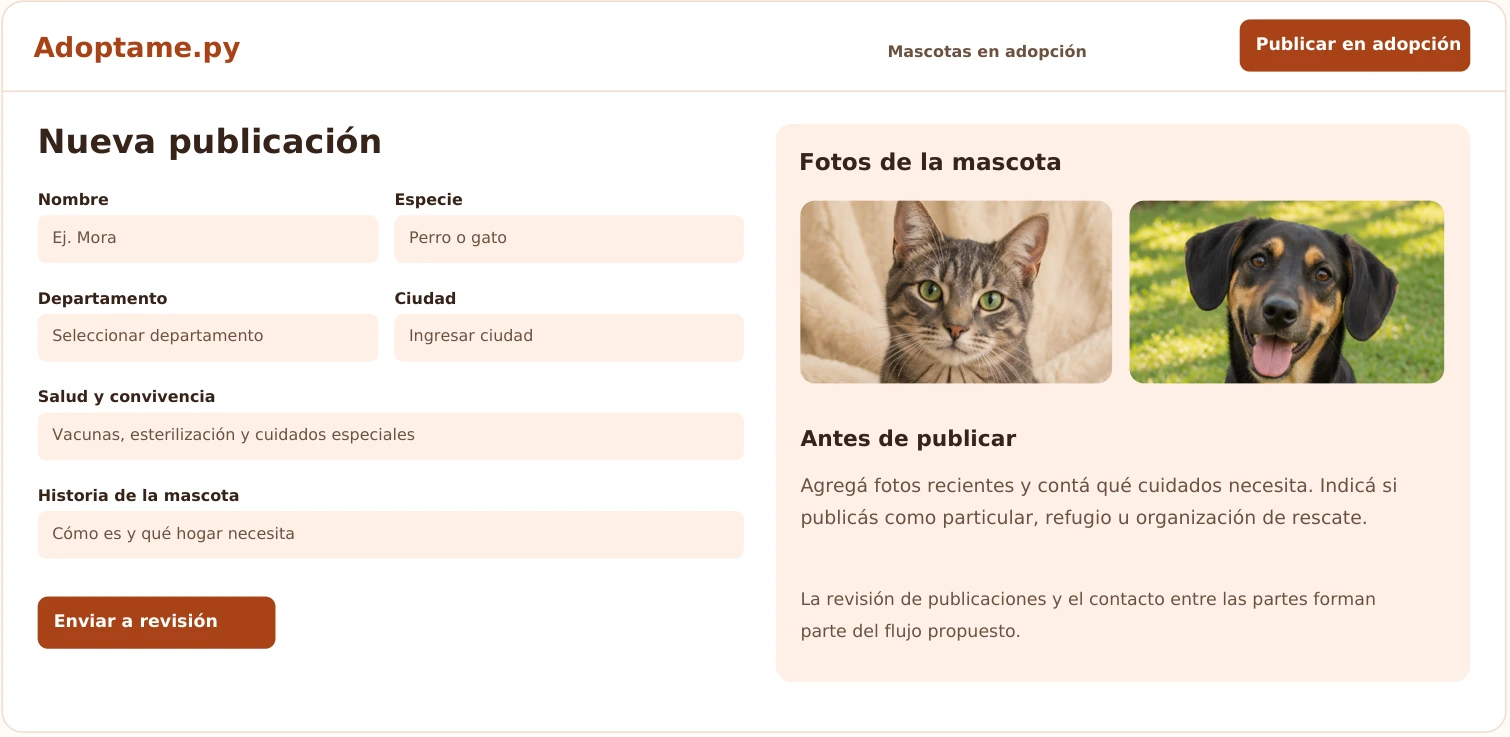 Adoptame.py
Mascotas en adopción
Publicar en adopción
Nueva publicación
Nombre
Especie
Ej. Mora
Perro o gato
Departamento
Ciudad
Seleccionar departamento
Ingresar ciudad
Salud y convivencia
Vacunas, esterilización y cuidados especiales
Historia de la mascota
Cómo es y qué hogar necesita
Enviar a revisión
Fotos de la mascota
Antes de publicar
Agregá fotos recientes y contá qué cuidados necesita. Indicá si
publicás como particular, refugio u organización de rescate.
La revisión de publicaciones y el contacto entre las partes forman
parte del flujo propuesto.